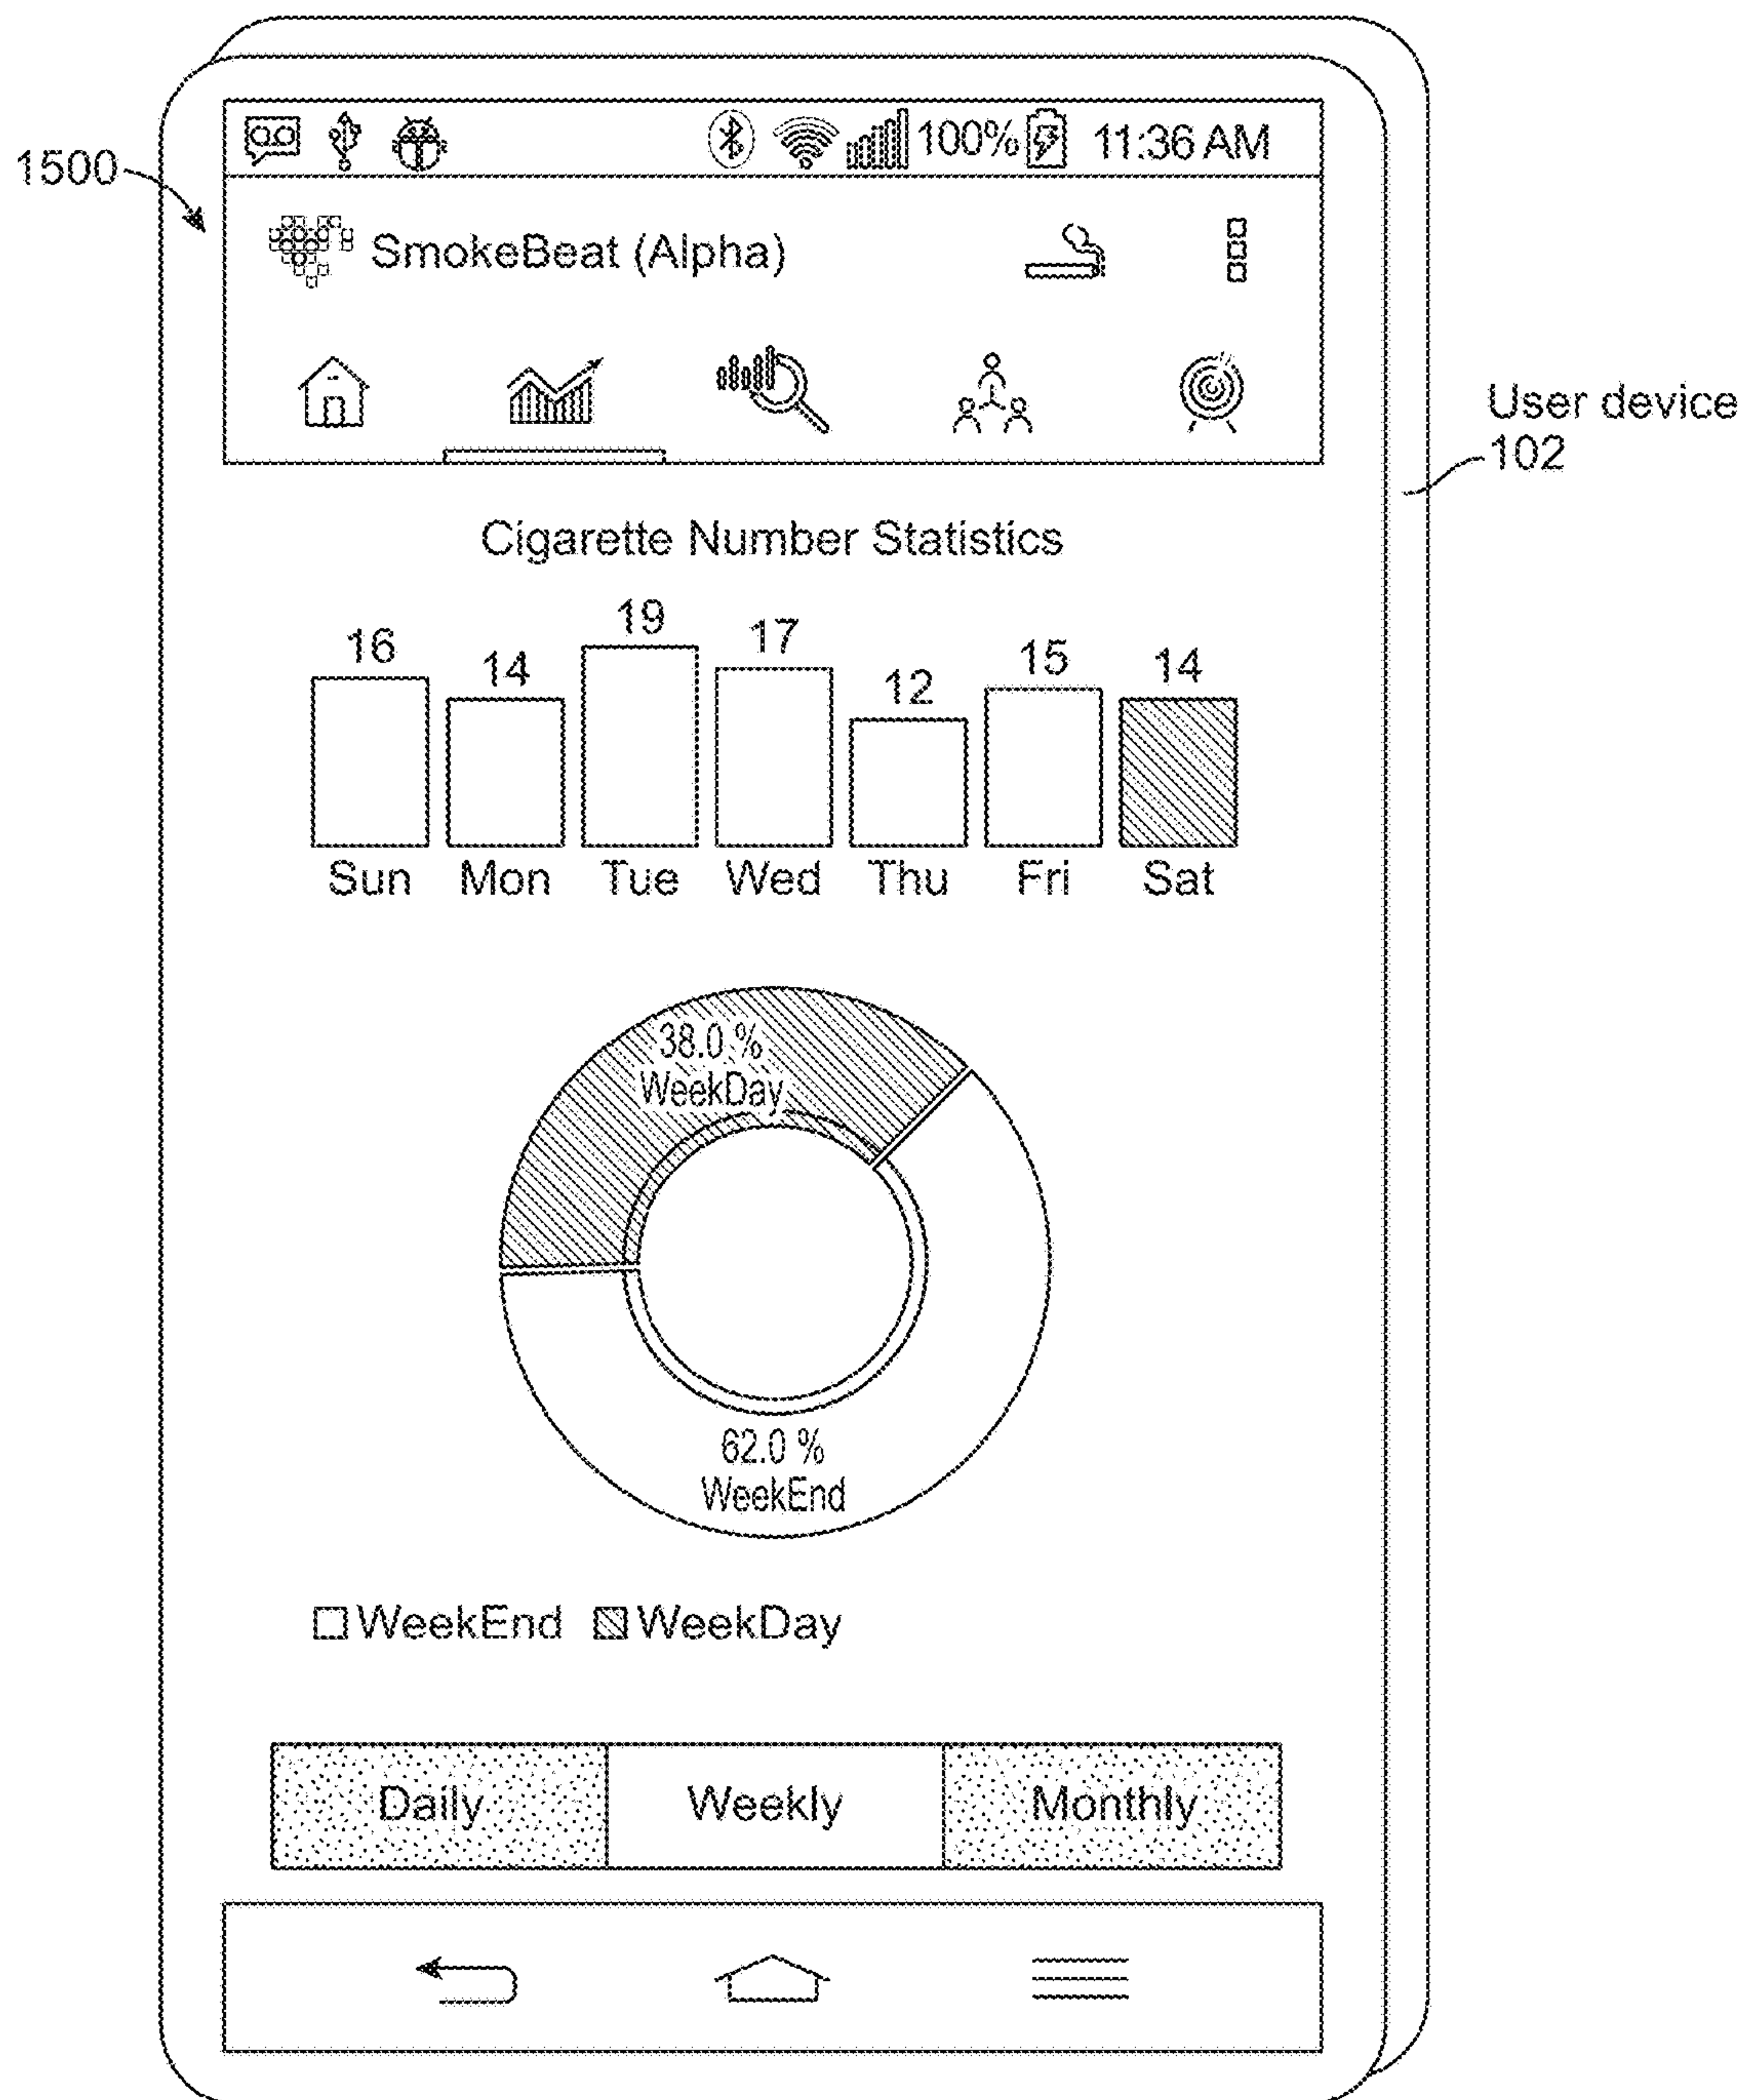 1500
100% 11:36 AM
SmokeBeat (Alpha)
User device
102
Cigarette Number Statistics
16 14 19 17 12 15 14
Sun Mon Tue Wed Thu Fri Sat
38.0 %
WeekDay
62.0 %
WeekEnd
WeekEnd WeekDay
Daily Weekly Monthly